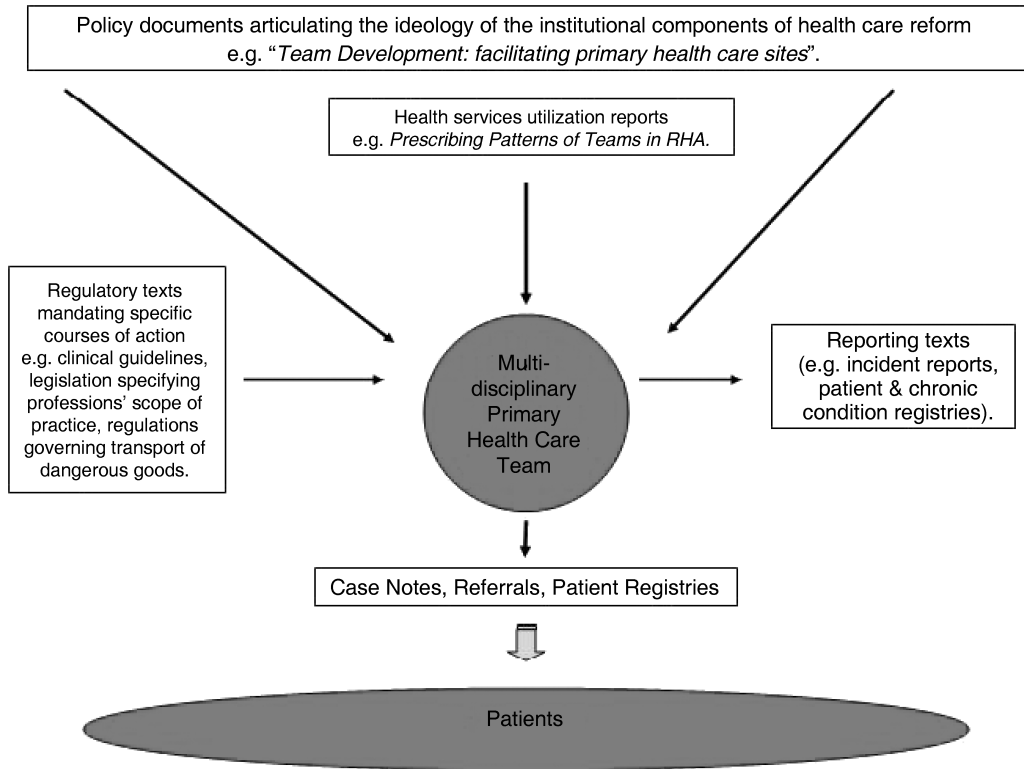 Policy documents articulating the ideology of the institutional components of health care reform
e.g. “Team Development: facilitating primary health care sites”.
Health services utilization reports
e.g. Prescribing Patterns of Teams in RHA.
Regulatory texts
mandating specific
courses of action
e.g. clinical guidelines,
legislation specifying
professions’ scope of
practice, regulations
governing transport of
dangerous goods.
Multi-
disciplinary
Primary
Health Care
Team
Reporting texts
(e.g. incident reports,
patient & chronic
condition registries).
Case Notes, Referrals, Patient Registries
Patients